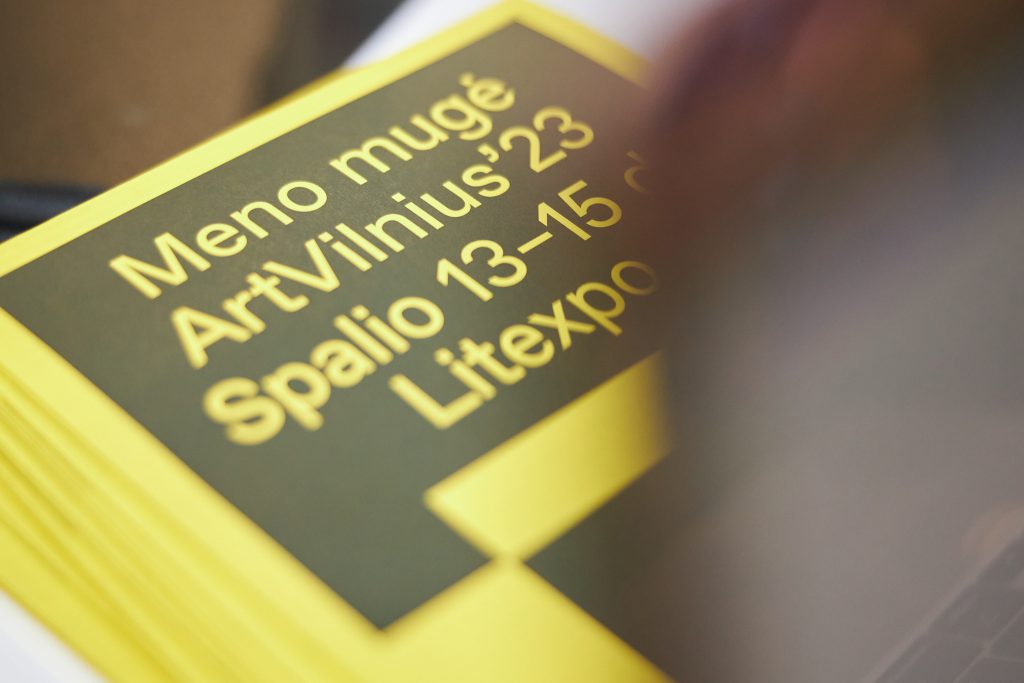 Meno mugė
ArtVilnius’23
Spalio 13–15
Litexpo